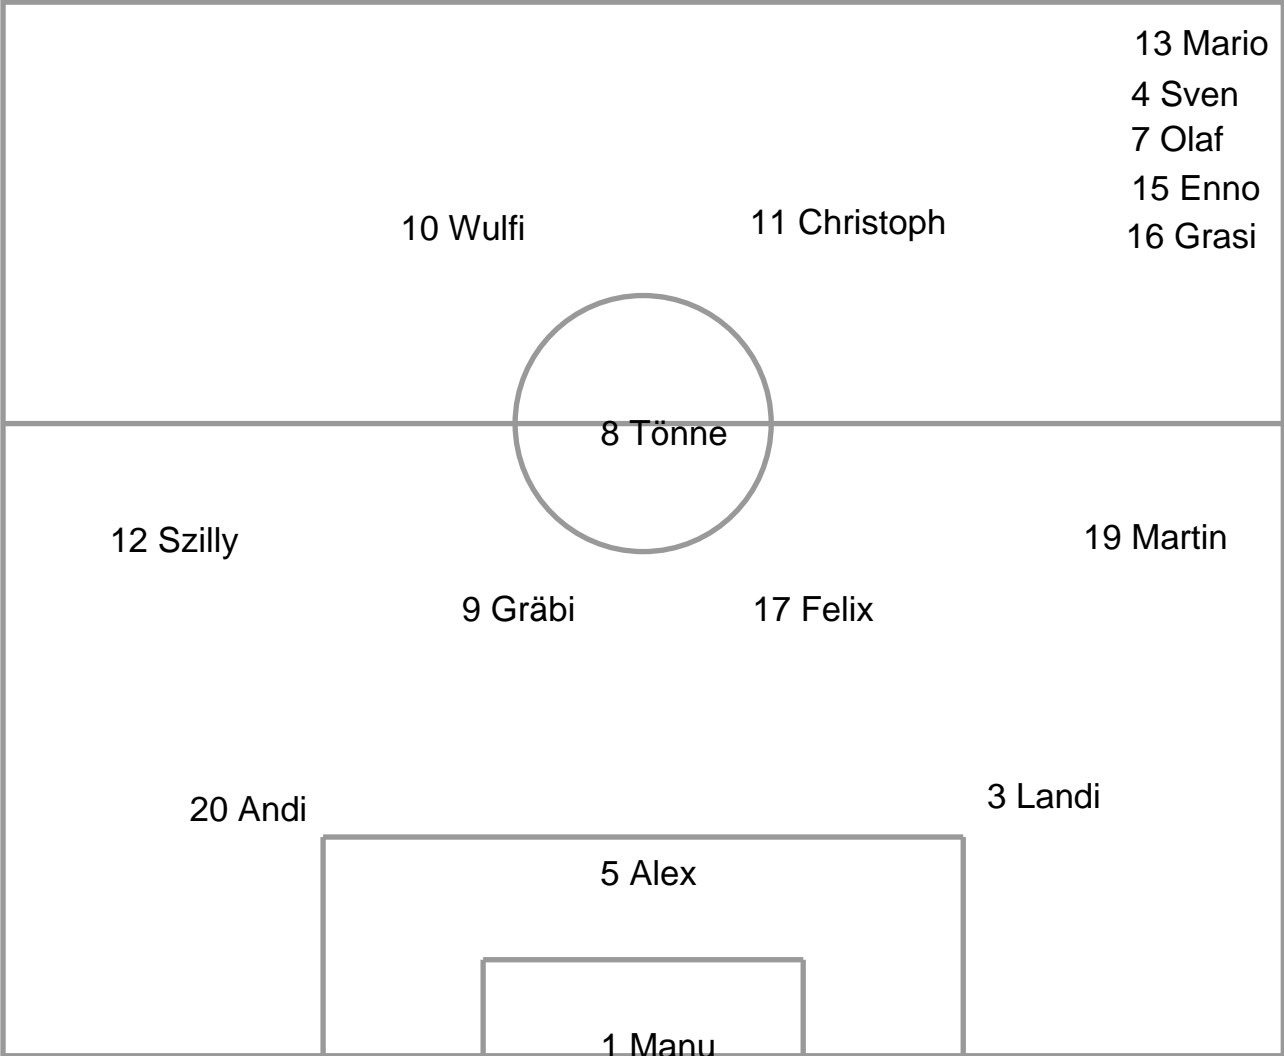 13 Mario
4 Sven
7 Olaf
15 Enno
16 Grasi
10 Wulfi
11 Christoph
8 Tönne
12 Szilly
19 Martin
9 Gräbi
17 Felix
20 Andi
3 Landi
5 Alex
1 Manu